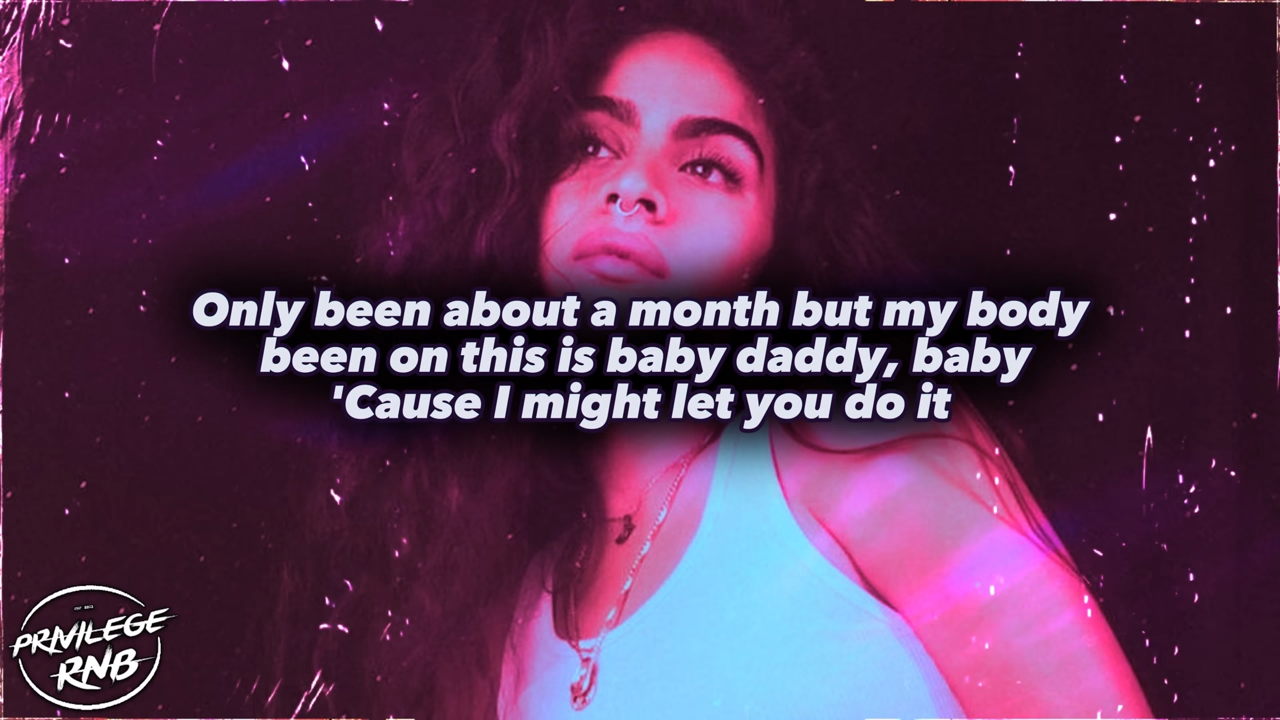 Only been about a month but my body
been on this is baby daddy, baby
'Cause I might let you do it
PRIVILEGE
RNB